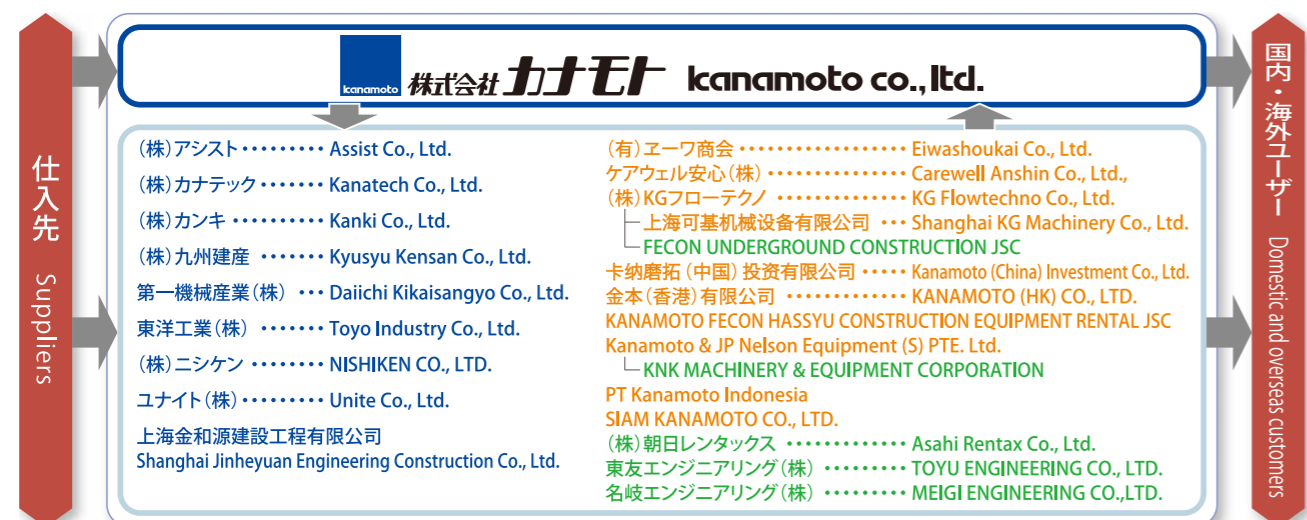 仕入先 Suppliers
kanamoto
株式会社カナモト kanamoto co.,ltd.
(株)アシスト ········· Assist Co., Ltd.
(株)カナテック ······· Kanatech Co., Ltd.
(株)カンキ ········ Kanki Co., Ltd.
(株)九州建産 ······· Kyusyu Kensan Co., Ltd.
第一機械産業(株) ··· Daiichi Kikaisangyo Co., Ltd.
東洋工業(株) ······· Toyo Industry Co., Ltd.
(株)ニシケン ········ NISHIKEN CO., LTD.
ユナイト(株) ········· Unite Co., Ltd.
上海金和源建設工程有限公司
Shanghai Jinheyuan Engineering Construction Co., Ltd.
(有)ヱーワ商会 ·················· Eiwashoukai Co., Ltd.
ケアウェル安心(株) ··············· Carewell Anshin Co., Ltd.,
(株)KGフローテクノ ·············· KG Flowtechno Co., Ltd.
上海可基机械设备有限公司 ··· Shanghai KG Machinery Co., Ltd.
FECON UNDERGROUND CONSTRUCTION JSC
卡纳磨拓(中国)投资有限公司 ····· Kanamoto (China) Investment Co., Ltd.
金本(香港)有限公司 ············· KANAMOTO (HK) CO., LTD.
KANAMOTO FECON HASSYU CONSTRUCTION EQUIPMENT RENTAL JSC
Kanamoto & JP Nelson Equipment (S) PTE. Ltd.
KNK MACHINERY & EQUIPMENT CORPORATION
PT Kanamoto Indonesia
SIAM KANAMOTO CO., LTD.
(株)朝日レンタックス ············· Asahi Rentax Co., Ltd.
東友エンジニアリング(株) ········· TOYU ENGINEERING CO., LTD.
名岐エンジニアリング(株) ········· MEIGI ENGINEERING CO.,LTD.
国内・海外ユーザー Domestic and overseas customers